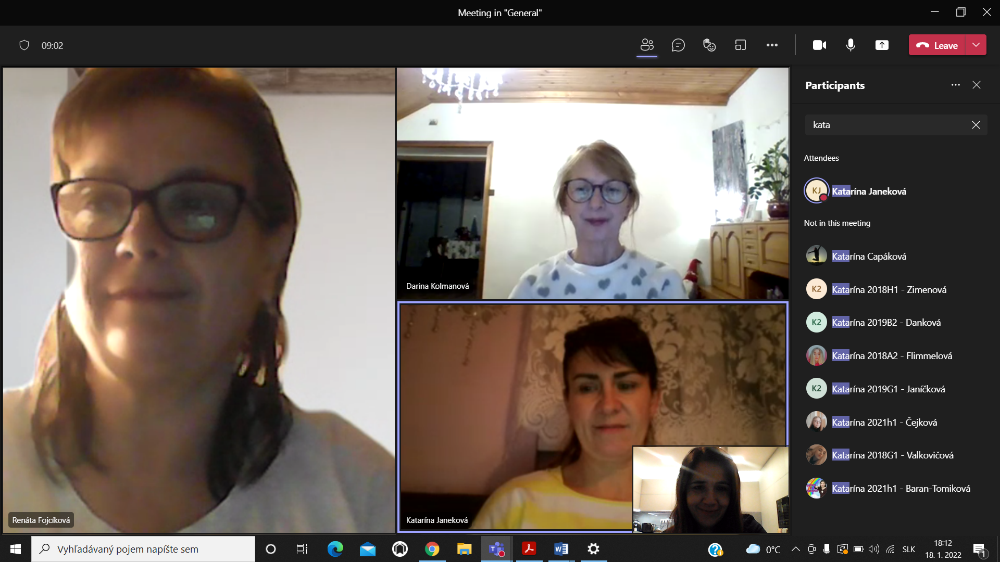 Meeting in "General"
09:02
Leave
Participants
kata
Attendees
KJ
Katarína Janeková
Not in this meeting
Katarína Capáková
K2
Katarína 2018H1 - Zimenová
K2
Katarína 2019B2 - Danková
Katarína 2018A2 - Flimmelová
K2
Katarína 2019G1 - Janíčková
Katarína 2021h1 - Čejková
Katarína 2018G1 - Valkovičová
Katarína 2021h1 - Baran-Tomiková
Darina Kolmanová
Renáta Fojcíková
Katarína Janeková
Vyhľadávaný pojem napíšte sem
0°C
SLK
18:12
18. 1. 2022
1